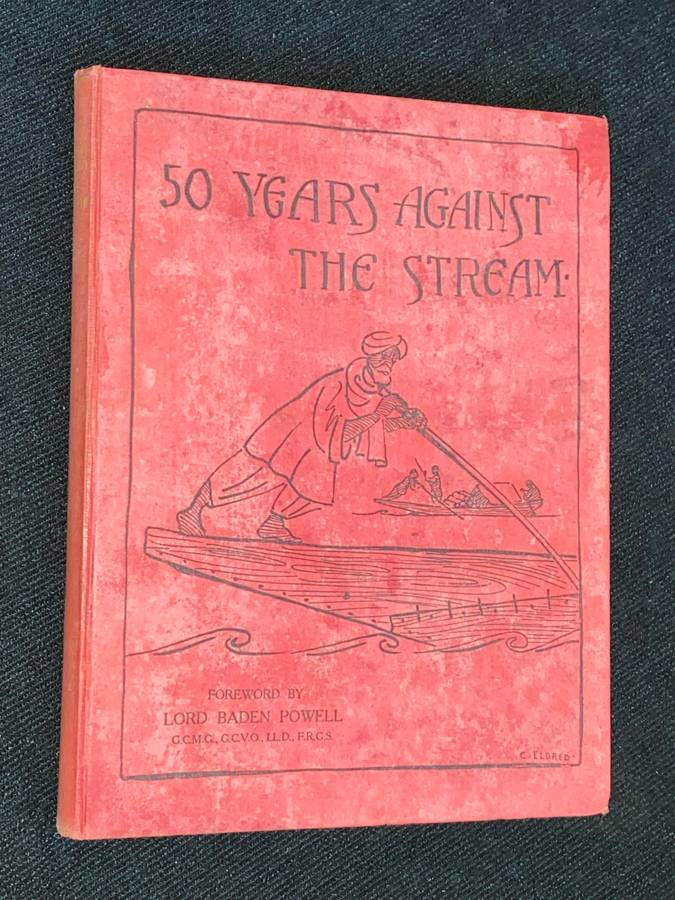 50 YEARS AGAINST
THE STREAM.
FOREWORD BY
LORD BADEN POWELL
G.C.M.G., G.C.V.O., LL.D., F.R.G.S.
C. ELDRED.